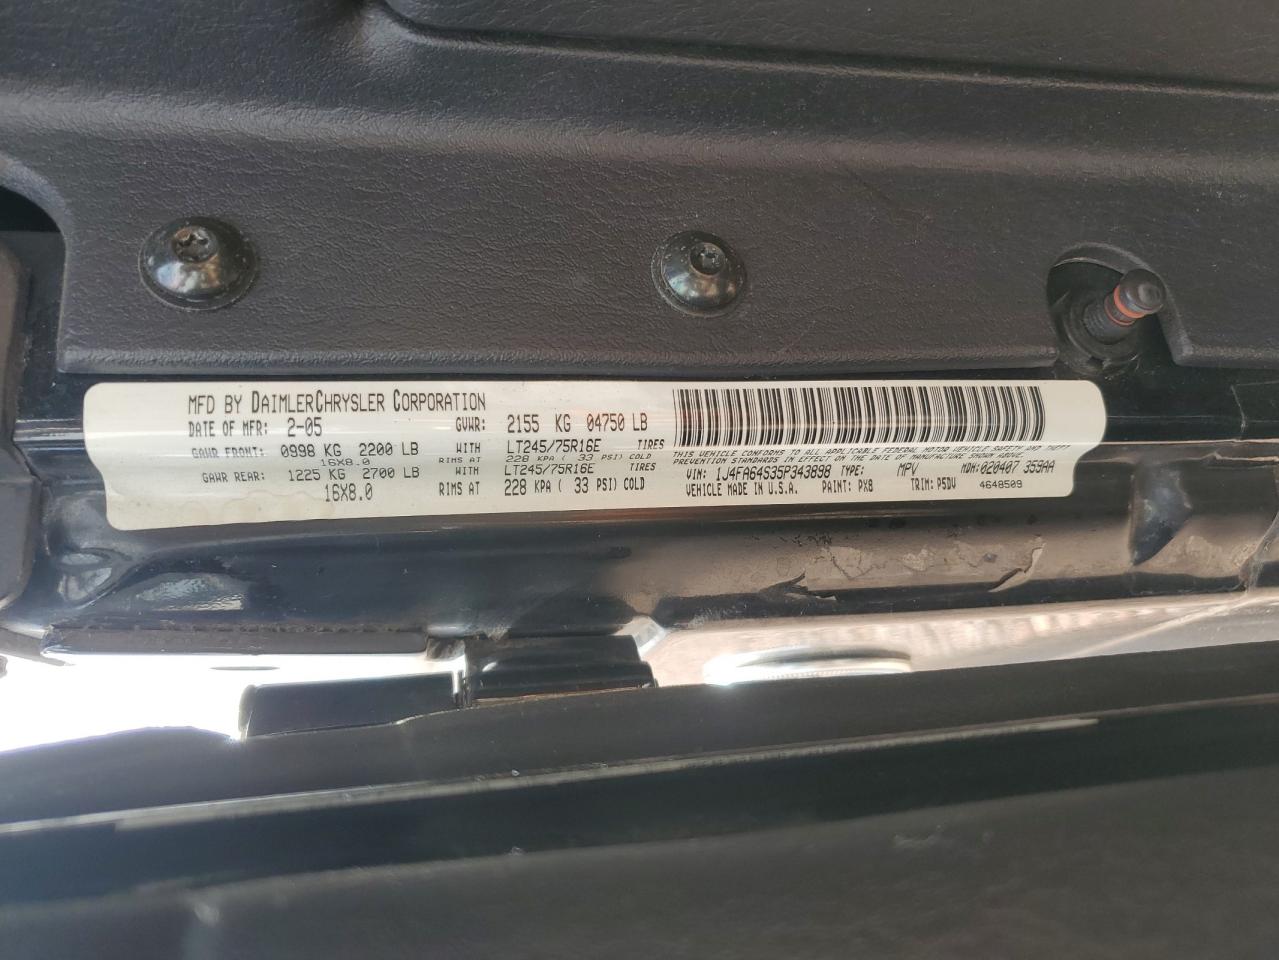 MFD BY DAIMLERCHRYSLER CORPORATION
DATE OF MFR: 2-05 GVWR: 2155 KG 04750 LB
GAWR FRONT: 0998 KG 2200 LB WITH LT245/75R16E TIRES
16X8.0 RIMS AT 228 KPA ( 33 PSI) COLD
GAWR REAR: 1225 KG 2700 LB WITH LT245/75R16E TIRES
16X8.0 RIMS AT 228 KPA ( 33 PSI) COLD
THIS VEHICLE CONFORMS TO ALL APPLICABLE FEDERAL MOTOR VEHICLE SAFETY AND THEFT
PREVENTION STANDARDS IN EFFECT ON THE DATE OF MANUFACTURE SHOWN ABOVE.
VIN: 1J4FA64S35P343898 TYPE: MPV MDH:020407 359AA
VEHICLE MADE IN U.S.A. PAINT: PX8 TRIM: P5DV 4648509